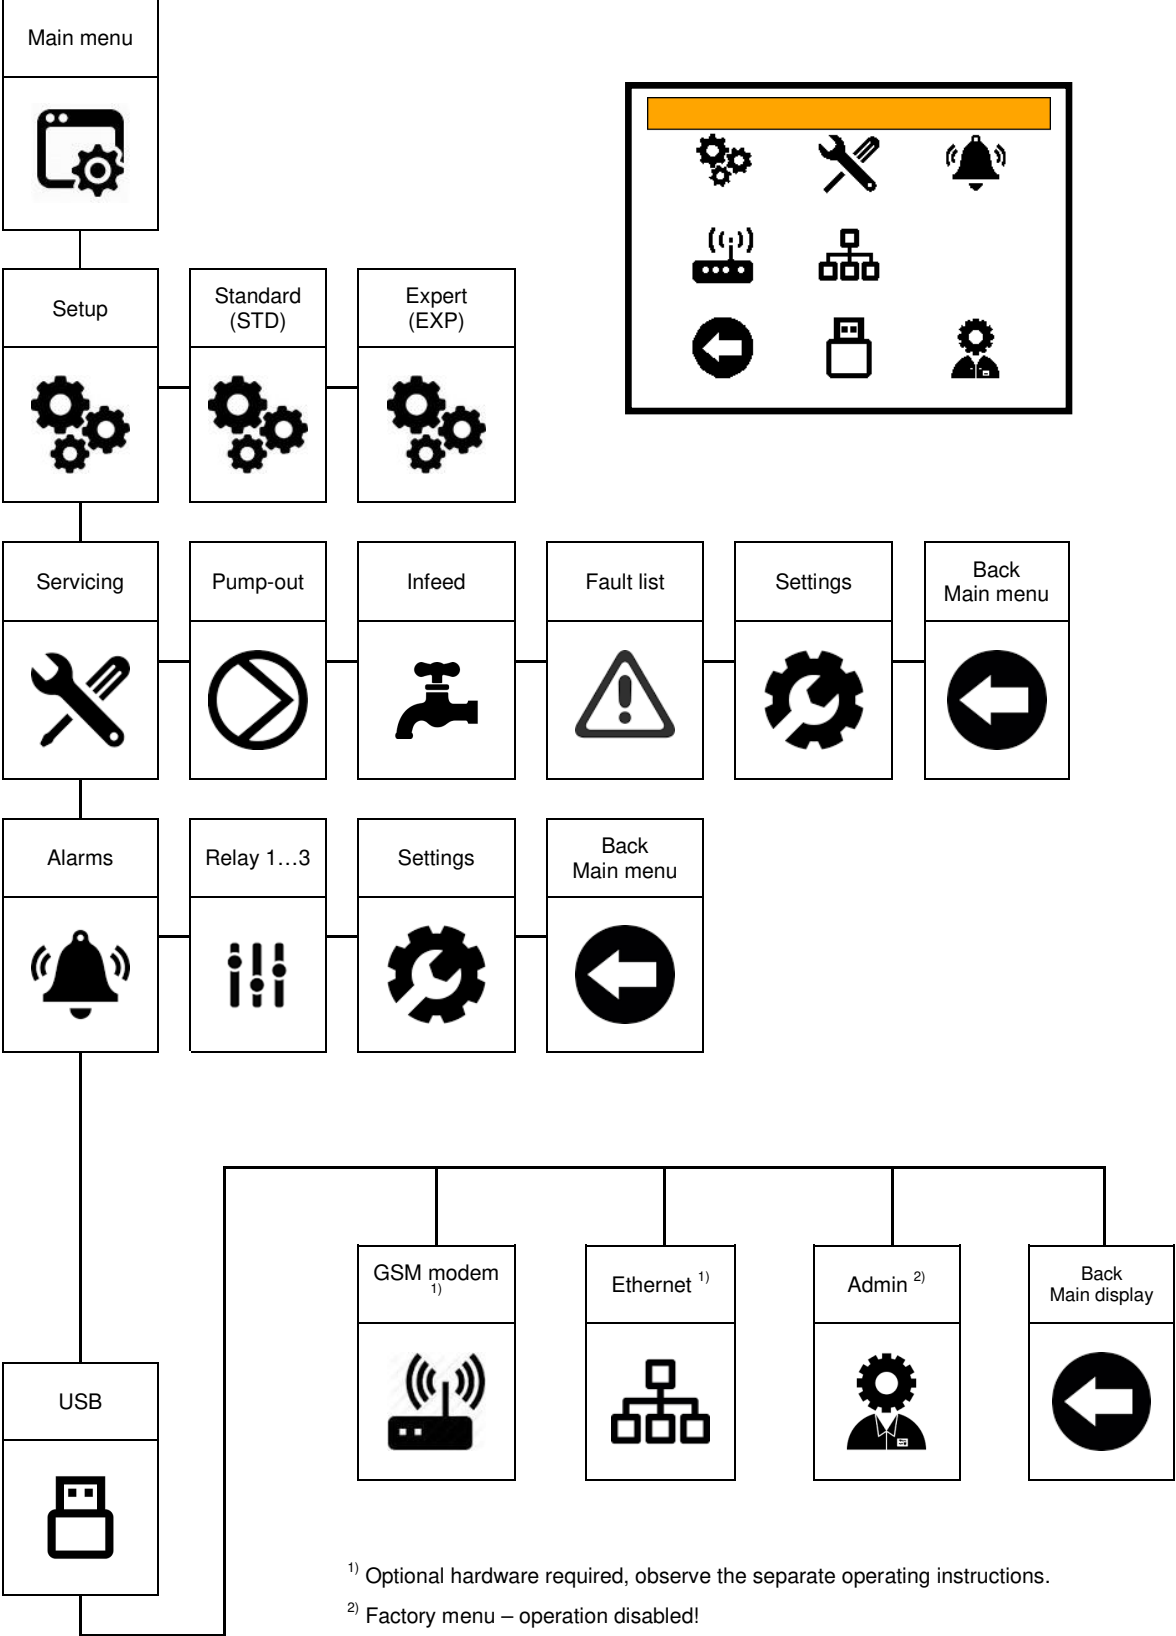 Main menu
Setup
Standard
(STD)
Expert
(EXP)
Servicing
Pump-out
Infeed
Fault list
Settings
Back
Main menu
Alarms
Relay 1…3
Settings
Back
Main menu
GSM modem
1)
Ethernet 1)
Admin 2)
Back
Main display
USB
1) Optional hardware required, observe the separate operating instructions.
2) Factory menu – operation disabled!